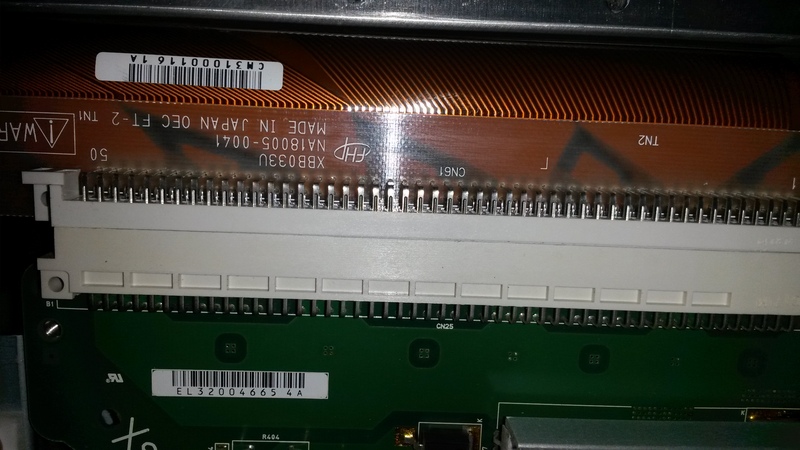 CM31000116 1A
WAR
TN1
MADE IN JAPAN OEC FT-2
NA18005-0041
XBB033U
FHP
50
CN61
TN2
1
B1
CN25
EL32004665 4A
R404
K